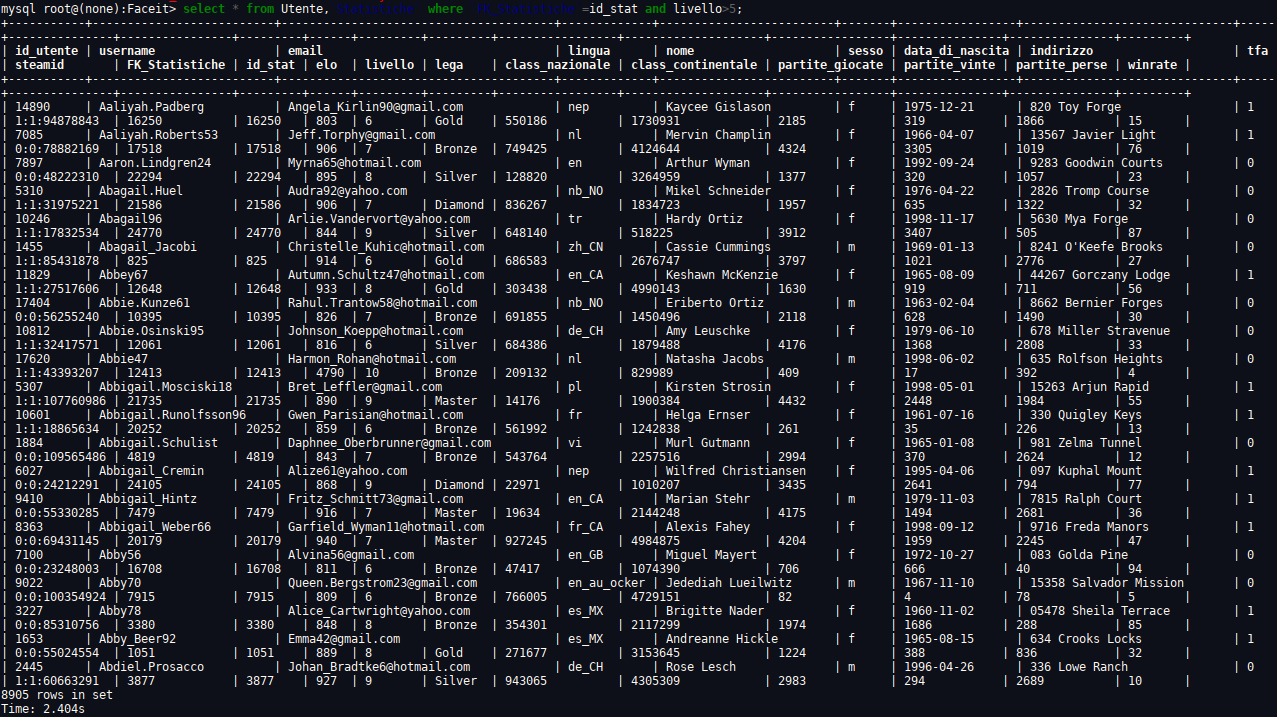 mysql root@(none):Faceit> select * from Utente, Statistiche where FK_Statistiche =id_stat and livello>5;
| id_utente | username | email | lingua | nome | sesso | data_di_nascita | indirizzo | tfa
| steamid | FK_Statistiche | id_stat | elo | livello | lega | class_nazionale | class_continentale | partite_giocate | partite_vinte | partite_perse | winrate |
| 14890 | Aaliyah.Padberg | Angela_Kirlin90@gmail.com | nep | Kaycee Gislason | f | 1975-12-21 | 820 Toy Forge | 1
| 1:1:94878843 | 16250 | 16250 | 803 | 6 | Gold | 550186 | 1730931 | 2185 | 319 | 1866 | 15 |
| 7085 | Aaliyah.Roberts53 | Jeff.Torphy@gmail.com | nl | Mervin Champlin | f | 1966-04-07 | 13567 Javier Light | 1
| 0:0:78882169 | 17518 | 17518 | 906 | 7 | Bronze | 749425 | 4124644 | 4324 | 3305 | 1019 | 76 |
| 7897 | Aaron.Lindgren24 | Myrna65@hotmail.com | en | Arthur Wyman | f | 1992-09-24 | 9283 Goodwin Courts | 0
| 0:0:48222310 | 22294 | 22294 | 895 | 8 | Silver | 128820 | 3264959 | 1377 | 320 | 1057 | 23 |
| 5310 | Abagail.Huel | Audra92@yahoo.com | nb_NO | Mikel Schneider | f | 1976-04-22 | 2826 Tromp Course | 0
| 1:1:31975221 | 21586 | 21586 | 906 | 7 | Diamond | 836267 | 1834723 | 1957 | 635 | 1322 | 32 |
| 10246 | Abagail96 | Arlie.Vandervort@yahoo.com | tr | Hardy Ortiz | f | 1998-11-17 | 5630 Mya Forge | 0
| 1:1:17832534 | 24770 | 24770 | 844 | 9 | Silver | 648140 | 518225 | 3912 | 3407 | 505 | 87 |
| 1455 | Abagail_Jacobi | Christelle_Kuhic@hotmail.com | zh_CN | Cassie Cummings | m | 1969-01-13 | 8241 O'Keefe Brooks | 0
| 1:1:85431878 | 825 | 825 | 914 | 6 | Gold | 686583 | 2676747 | 3797 | 1021 | 2776 | 27 |
| 11829 | Abbey67 | Autumn.Schultz47@hotmail.com | en_CA | Keshawn McKenzie | f | 1965-08-09 | 44267 Gorczany Lodge | 1
| 1:1:27517606 | 12648 | 12648 | 933 | 8 | Gold | 303438 | 4990143 | 1630 | 919 | 711 | 56 |
| 17404 | Abbie.Kunze61 | Rahul.Trantow58@hotmail.com | nb_NO | Eriberto Ortiz | m | 1963-02-04 | 8662 Bernier Forges | 0
| 0:0:56255240 | 10395 | 10395 | 826 | 7 | Bronze | 691855 | 1450496 | 2118 | 628 | 1490 | 30 |
| 10812 | Abbie.Osinski95 | Johnson_Koepp@hotmail.com | de_CH | Amy Leuschke | f | 1979-06-10 | 678 Miller Stravenue | 0
| 1:1:32417571 | 12061 | 12061 | 816 | 6 | Silver | 684386 | 1879488 | 4176 | 1368 | 2808 | 33 |
| 17620 | Abbie47 | Harmon_Rohan@hotmail.com | nl | Natasha Jacobs | m | 1998-06-02 | 635 Rolfson Heights | 0
| 1:1:43393207 | 12413 | 12413 | 4790 | 10 | Bronze | 209132 | 829989 | 409 | 17 | 392 | 4 |
| 5307 | Abbigail.Mosciski18 | Bret_Leffler@gmail.com | pl | Kirsten Strosin | f | 1998-05-01 | 15263 Arjun Rapid | 1
| 1:1:107760986 | 21735 | 21735 | 890 | 9 | Master | 14176 | 1900384 | 4432 | 2448 | 1984 | 55 |
| 10601 | Abbigail.Runolfsson96 | Gwen_Parisian@hotmail.com | fr | Helga Ernser | f | 1961-07-16 | 330 Quigley Keys | 1
| 1:1:18865634 | 20252 | 20252 | 859 | 6 | Bronze | 561992 | 1242838 | 261 | 35 | 226 | 13 |
| 1884 | Abbigail.Schulist | Daphnee_Oberbrunner@gmail.com | vi | Murl Gutmann | f | 1965-01-08 | 981 Zelma Tunnel | 0
| 0:0:109565486 | 4819 | 4819 | 843 | 7 | Bronze | 543764 | 2257516 | 2994 | 370 | 2624 | 12 |
| 6027 | Abbigail_Cremin | Alize61@yahoo.com | nep | Wilfred Christiansen | f | 1995-04-06 | 097 Kuphal Mount | 1
| 0:0:24212291 | 24105 | 24105 | 868 | 9 | Diamond | 22971 | 1010207 | 3435 | 2641 | 794 | 77 |
| 9410 | Abbigail_Hintz | Fritz_Schmitt73@gmail.com | en_CA | Marian Stehr | m | 1979-11-03 | 7815 Ralph Court | 1
| 0:0:55330285 | 7479 | 7479 | 916 | 7 | Master | 19634 | 2144248 | 4175 | 1494 | 2681 | 36 |
| 8363 | Abbigail_Weber66 | Garfield_Wyman11@hotmail.com | fr_CA | Alexis Fahey | f | 1998-09-12 | 9716 Freda Manors | 1
| 0:0:69431145 | 20179 | 20179 | 940 | 7 | Master | 927245 | 4984875 | 4204 | 1959 | 2245 | 47 |
| 7100 | Abby56 | Alvina56@gmail.com | en_GB | Miguel Mayert | f | 1972-10-27 | 083 Golda Pine | 0
| 0:0:23248003 | 16708 | 16708 | 811 | 6 | Bronze | 47417 | 1074390 | 706 | 666 | 40 | 94 |
| 9022 | Abby70 | Queen.Bergstrom23@gmail.com | en_au_ocker | Jedediah Lueilwitz | m | 1967-11-10 | 15358 Salvador Mission | 0
| 0:0:100354924 | 7915 | 7915 | 809 | 6 | Bronze | 766005 | 4729151 | 82 | 4 | 78 | 5 |
| 3227 | Abby78 | Alice_Cartwright@yahoo.com | es_MX | Brigitte Nader | f | 1960-11-02 | 05478 Sheila Terrace | 1
| 0:0:85310756 | 3380 | 3380 | 848 | 8 | Bronze | 354301 | 2117299 | 1974 | 1686 | 288 | 85 |
| 1653 | Abby_Beer92 | Emma42@gmail.com | es_MX | Andreanne Hickle | f | 1965-08-15 | 634 Crooks Locks | 1
| 0:0:55024554 | 1051 | 1051 | 889 | 8 | Gold | 271677 | 3153645 | 1224 | 388 | 836 | 32 |
| 2445 | Abdiel.Prosacco | Johan_Bradtke6@hotmail.com | de_CH | Rose Lesch | m | 1996-04-26 | 336 Lowe Ranch | 0
| 1:1:60663291 | 3877 | 3877 | 927 | 9 | Silver | 943065 | 4305309 | 2983 | 294 | 2689 | 10 |
8905 rows in set
Time: 2.404s